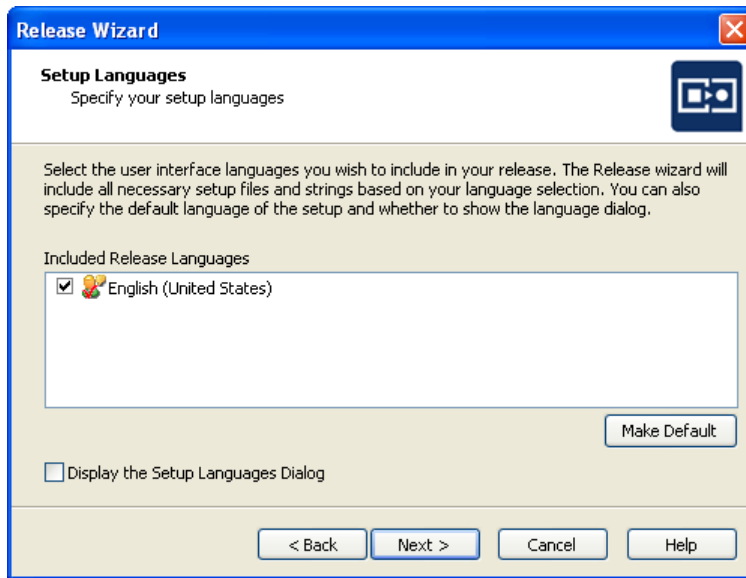 Release Wizard
Setup Languages
Specify your setup languages
Select the user interface languages you wish to include in your release. The Release wizard will
include all necessary setup files and strings based on your language selection. You can also
specify the default language of the setup and whether to show the language dialog.
Included Release Languages
English (United States)
Make Default
Display the Setup Languages Dialog
< Back Next > Cancel Help